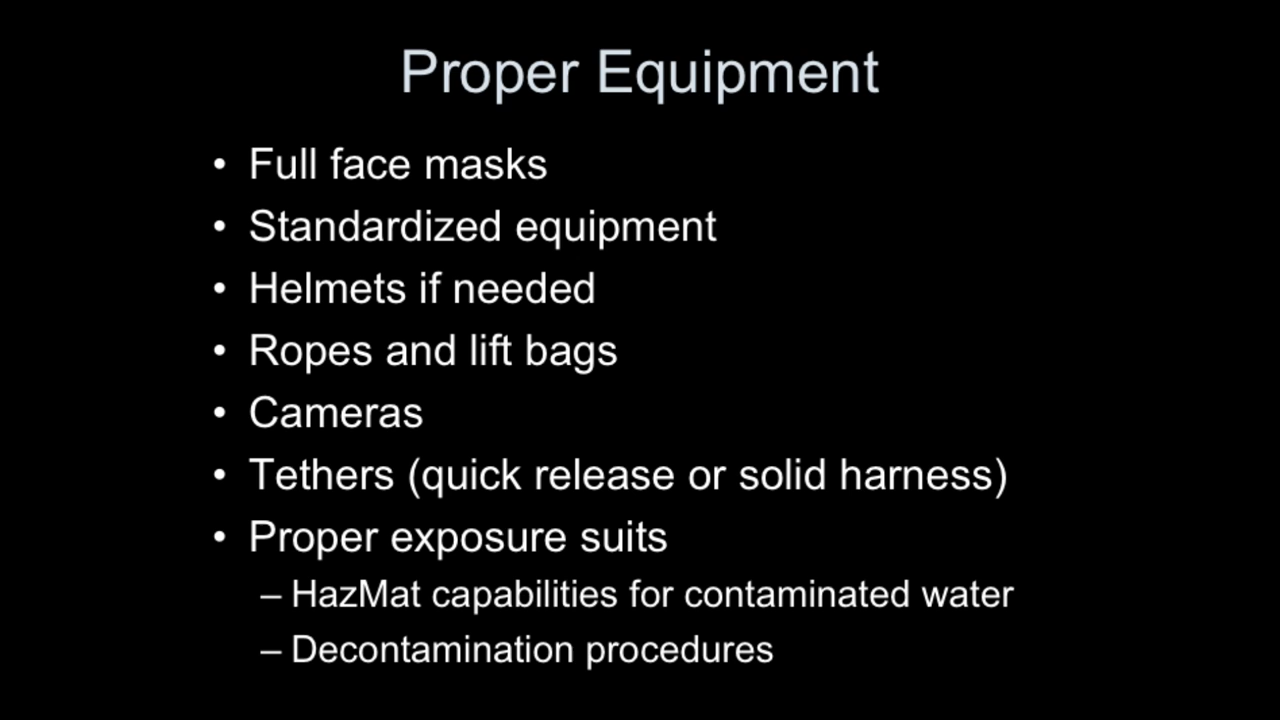 Proper Equipment
• Full face masks
• Standardized equipment
• Helmets if needed
• Ropes and lift bags
• Cameras
• Tethers (quick release or solid harness)
• Proper exposure suits
– HazMat capabilities for contaminated water
– Decontamination procedures